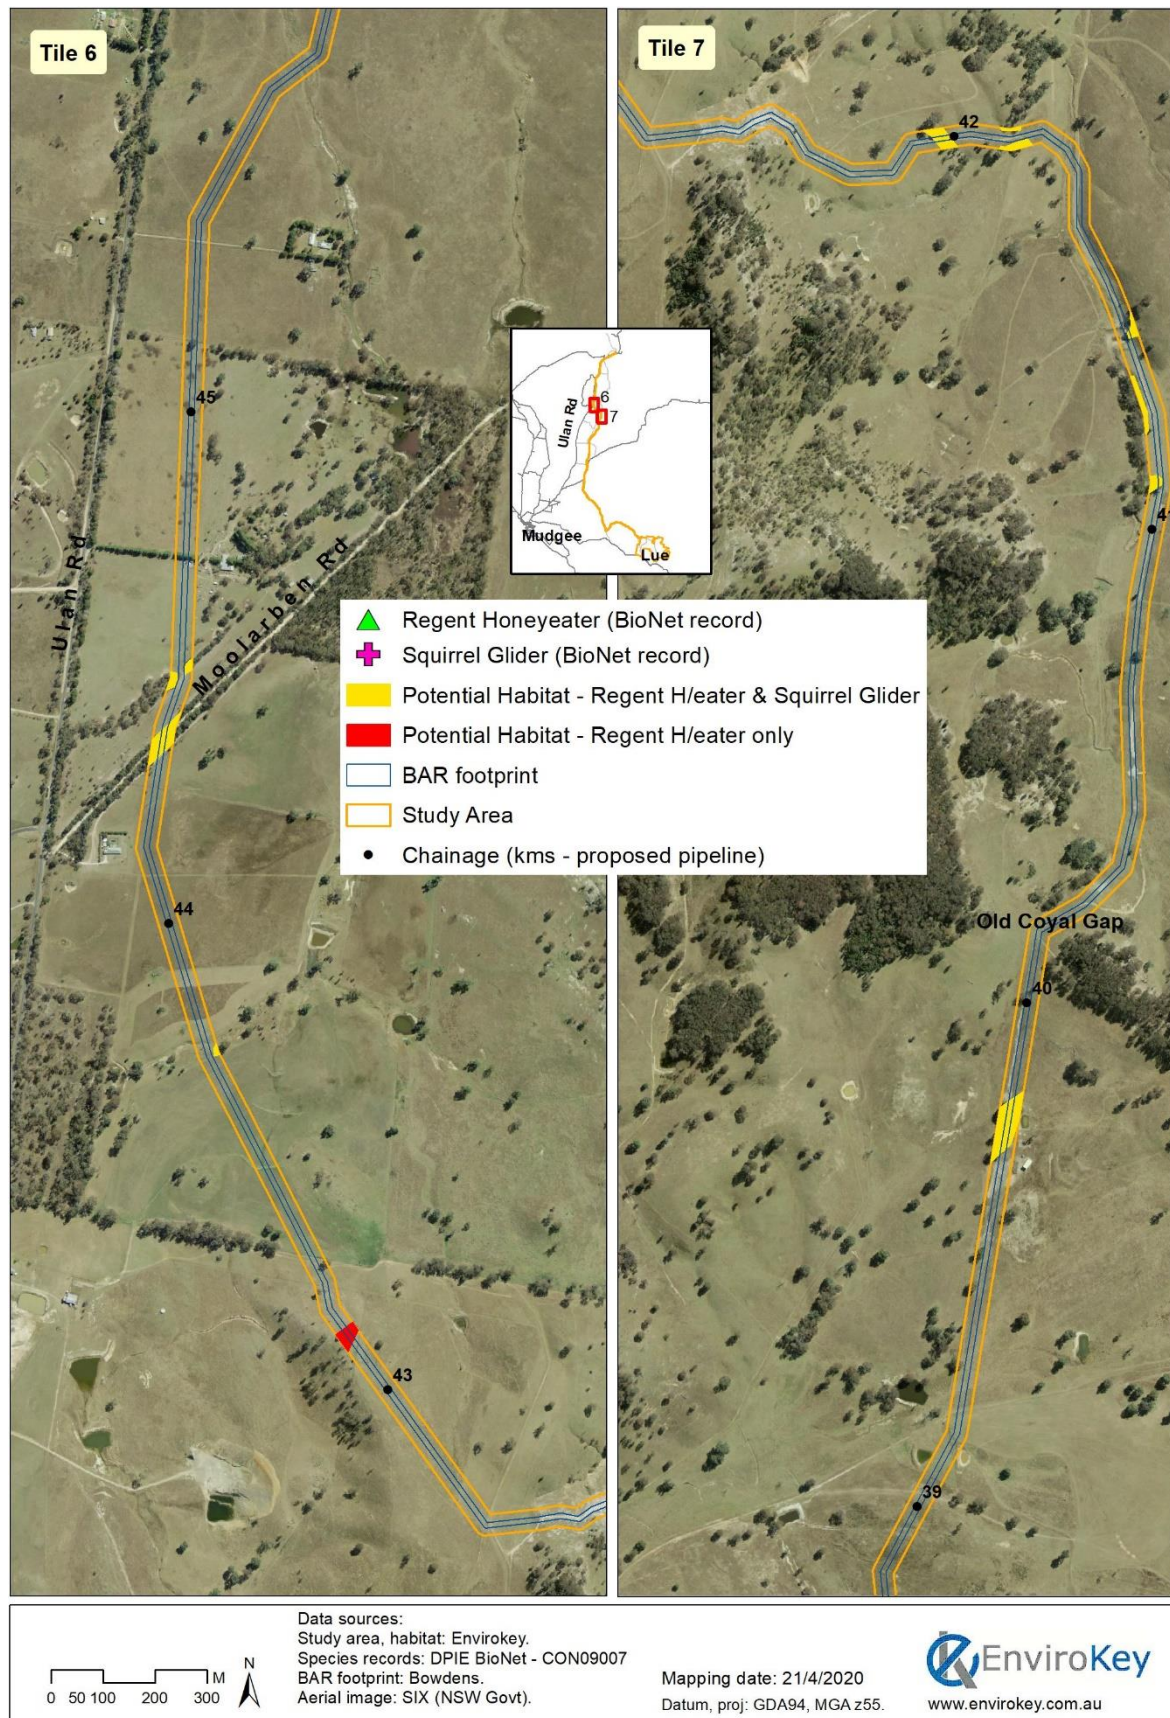 Tile 6
Tile 7
42
45
6
7
Ulan Rd
Mudgee
Lue
41
Ulan Rd
Moolarben Rd
Regent Honeyeater (BioNet record)
Squirrel Glider (BioNet record)
Potential Habitat - Regent H/eater & Squirrel Glider
Potential Habitat - Regent H/eater only
BAR footprint
Study Area
Chainage (kms - proposed pipeline)
44
Old Coyal Gap
40
43
39
Data sources:
Study area, habitat: Envirokey.
Species records: DPIE BioNet - CON09007
BAR footprint: Bowdens.
Aerial image: SIX (NSW Govt).
0 50 100 200 300 M
N
Mapping date: 21/4/2020
Datum, proj: GDA94, MGA z55.
EnviroKey
www.envirokey.com.au